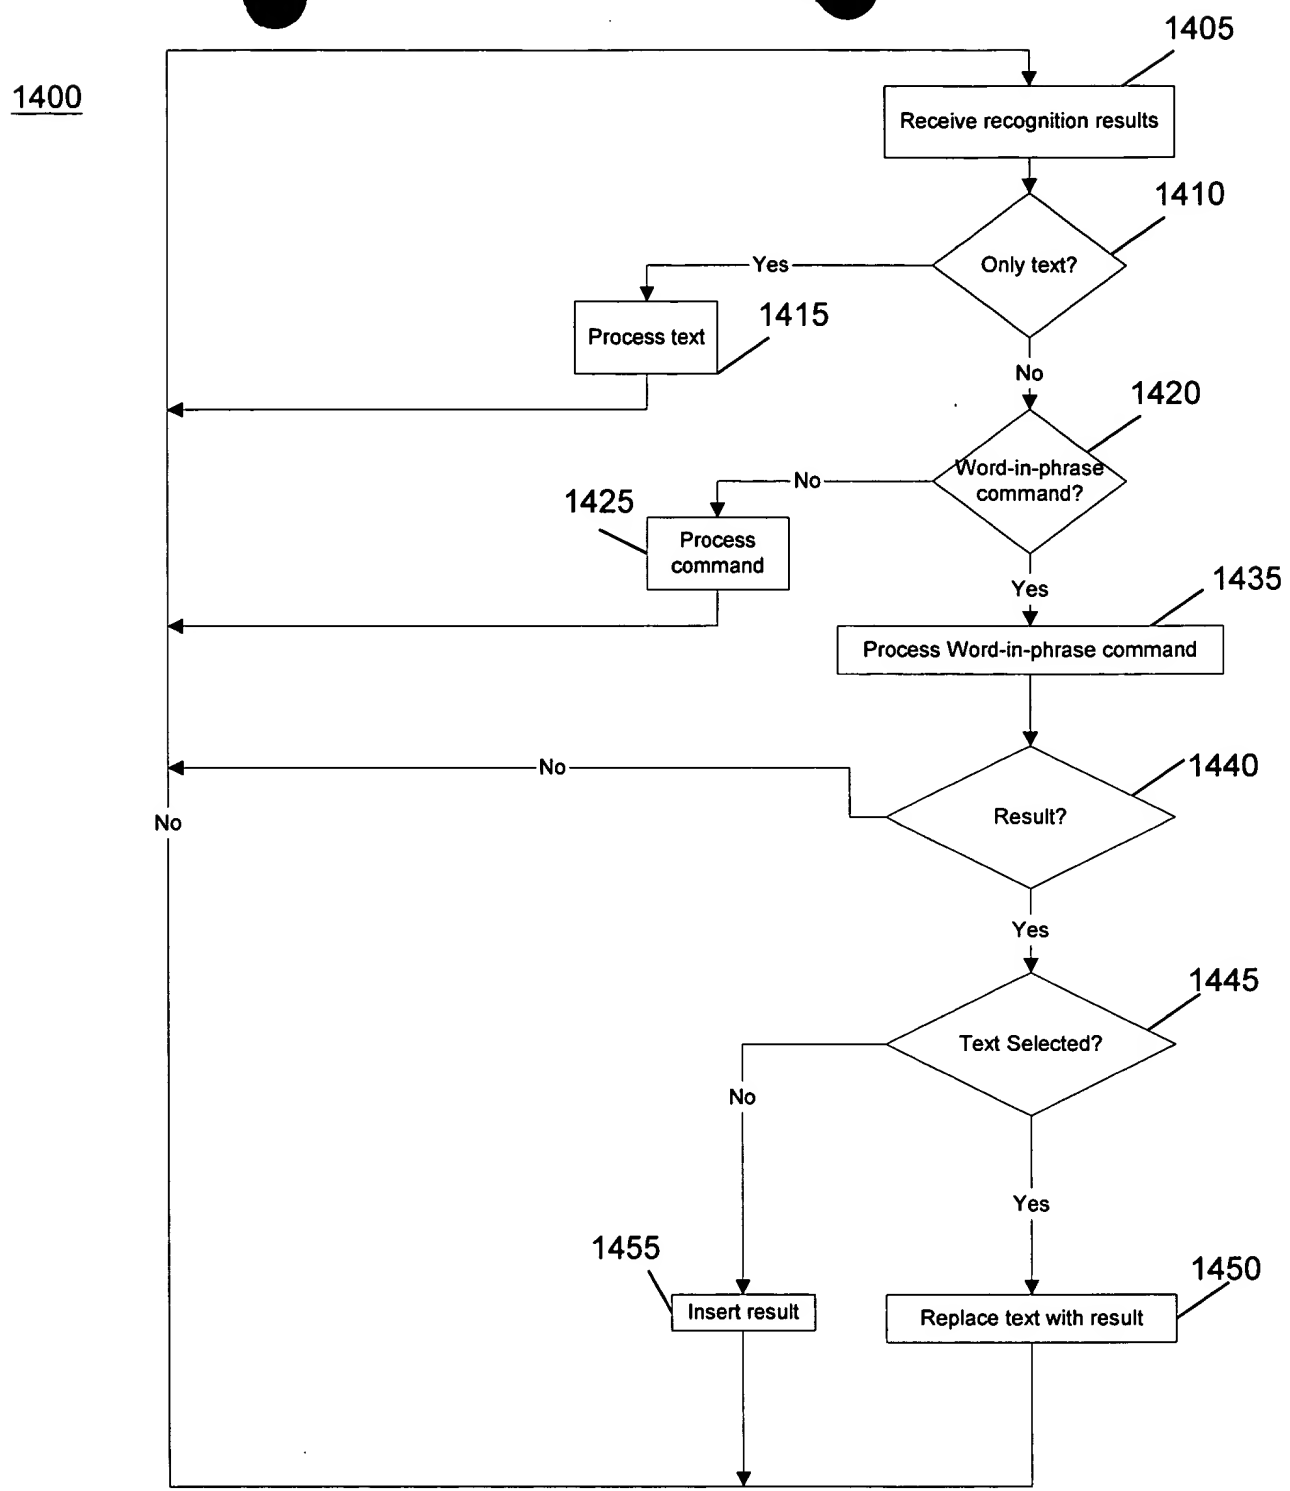 1405
1400
Receive recognition results
1410
Only text?
Yes
1415
Process text
No
1420
Word-in-phrase
command?
No
1425
Process
command
Yes
1435
Process Word-in-phrase command
1440
No
Result?
No
Yes
1445
Text Selected?
No
Yes
1455
1450
Insert result
Replace text with result